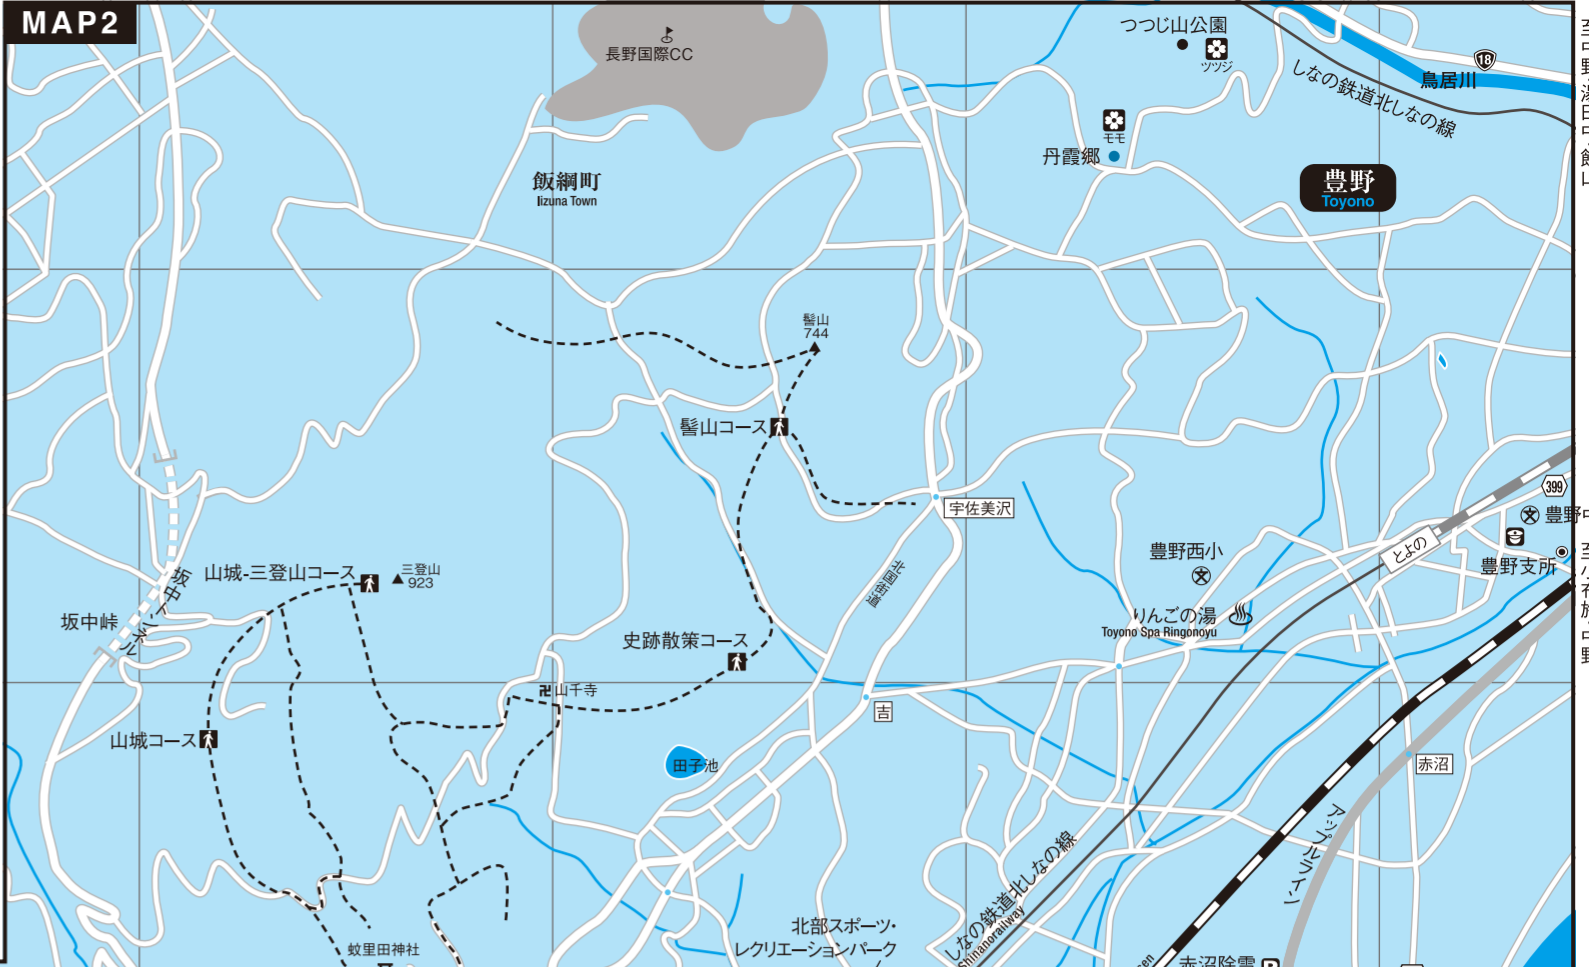 MAP2
長野国際CC
つつじ山公園
ツツジ
18
鳥居川
しなの鉄道北しなの線
モモ
丹霞郷
豊野
Toyono
飯綱町
Iizuna Town
髻山
744
髻山コース
宇佐美沢
399
豊野中
とよの
豊野西小
豊野支所
北国街道
りんごの湯
Toyono Spa Ringonoyu
坂中トンネル
坂中峠
山城-三登山コース
三登山
923
史跡散策コース
卍山千寺
吉
山城コース
田子池
赤沼
アップルライン
しなの鉄道北しなの線
Shinanorailway
北部スポーツ・
レクリエーションパーク
蚊里田神社
赤沼除雪